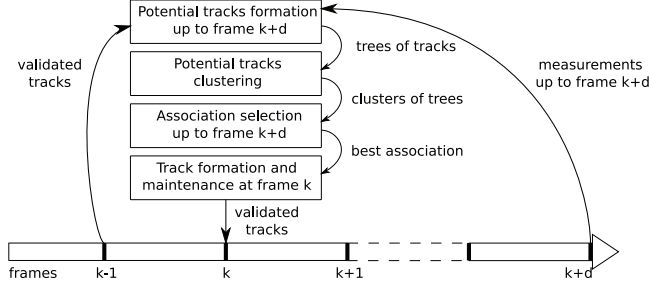 Potential tracks formation
up to frame k+d
validated
tracks
trees of tracks
measurements
up to frame k+d
Potential tracks
clustering
clusters of trees
Association selection
up to frame k+d
best association
Track formation and
maintenance at frame k
validated
tracks
frames
k-1
k
k+1
k+d